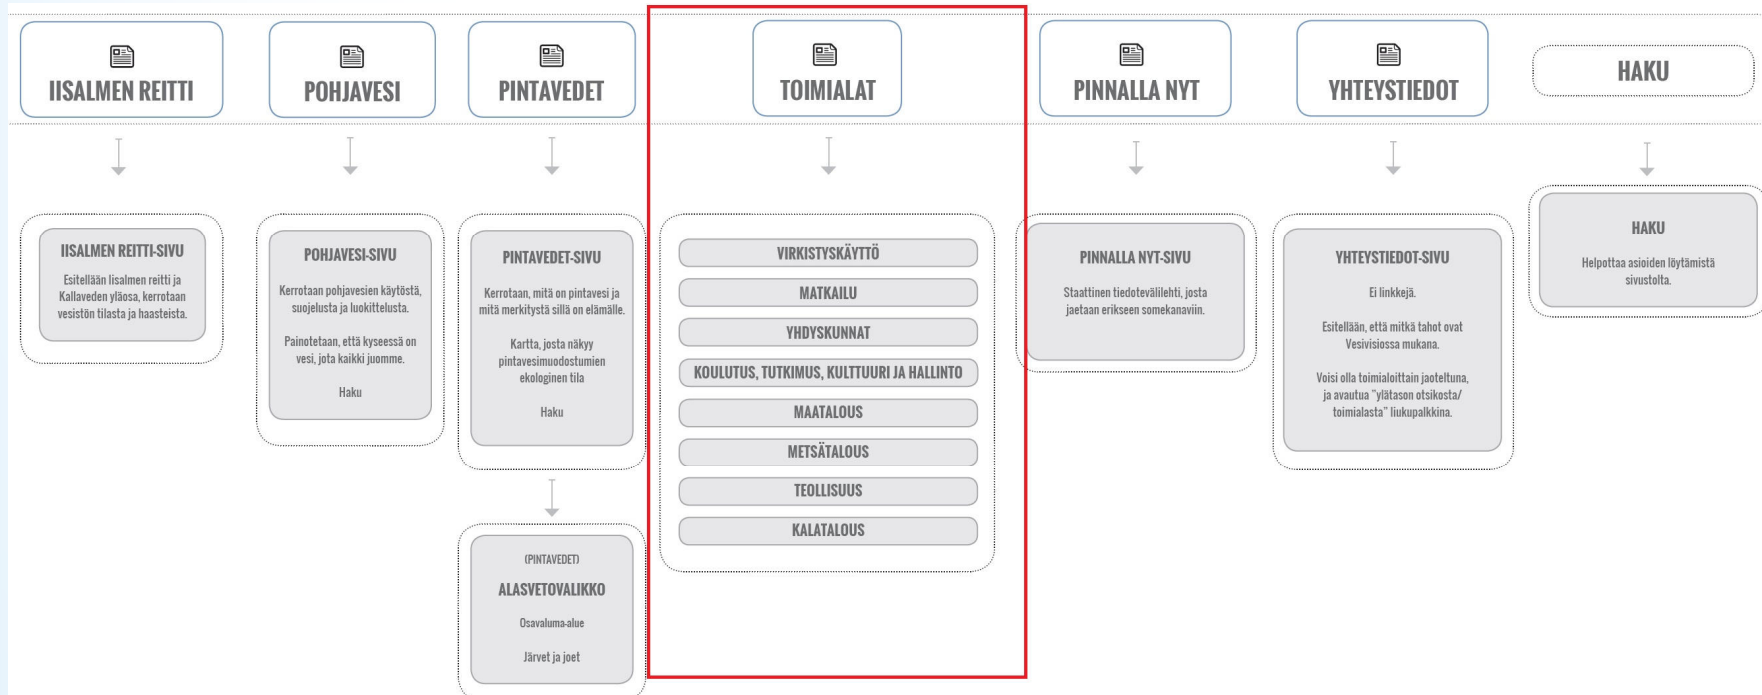 IISALMEN REITTI
POHJAVESI
PINTAVEDET
TOIMIALAT
PINNALLA NYT
YHTEYSTIEDOT
HAKU
IISALMEN REITTI-SIVU
Esitellään Iisalmen reitti ja
Kallaveden yläosa, kerrotaan
vesistön tilasta ja haasteista.
POHJAVESI-SIVU
Kerrotaan pohjavesien käytöstä,
suojelusta ja luokittelusta.
Painotetaan, että kyseessä on
vesi, jota kaikki juomme.
Haku
PINTAVEDET-SIVU
Kerrotaan, mitä on pintavesi ja
mitä merkitystä sillä on elämälle.
Kartta, josta näkyy
pintavesimuodostumien
ekologinen tila
Haku
(PINTAVEDET)
ALASVETOVALIKKO
Osavaluma-alue
Järvet ja joet
VIRKISTYSKÄYTTÖ
MATKAILU
YHDYSKUNNAT
KOULUTUS, TUTKIMUS, KULTTUURI JA HALLINTO
MAATALOUS
METSÄTALOUS
TEOLLISUUS
KALATALOUS
PINNALLA NYT-SIVU
Staattinen tiedotevälilehti, josta
jaetaan erikseen somekanaviin.
YHTEYSTIEDOT-SIVU
Ei linkkejä.
Esitellään, että mitkä tahot ovat
Vesivisiossa mukana.
Voisi olla toimialoittain jaoteltuna,
ja avautua "ylätason otsikosta/
toimialasta" liukupalkkina.
HAKU
Helpottaa asioiden löytämistä
sivustolta.